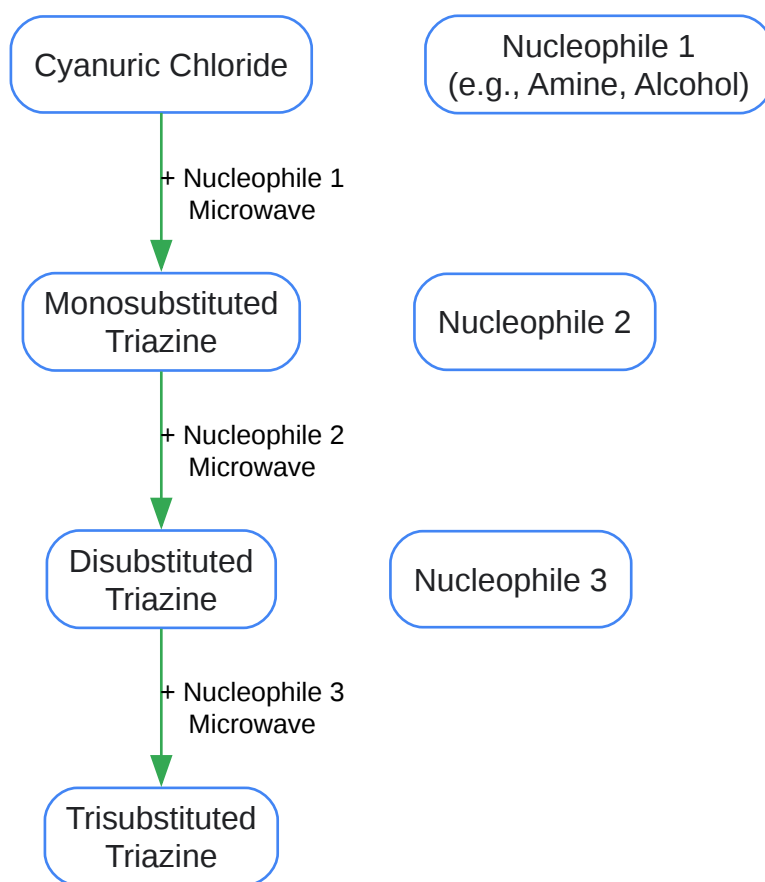 Cyanuric Chloride
Nucleophile 1
(e.g., Amine, Alcohol)
+ Nucleophile 1
Microwave
Monosubstituted
Triazine
Nucleophile 2
+ Nucleophile 2
Microwave
Disubstituted
Triazine
Nucleophile 3
+ Nucleophile 3
Microwave
Trisubstituted
Triazine